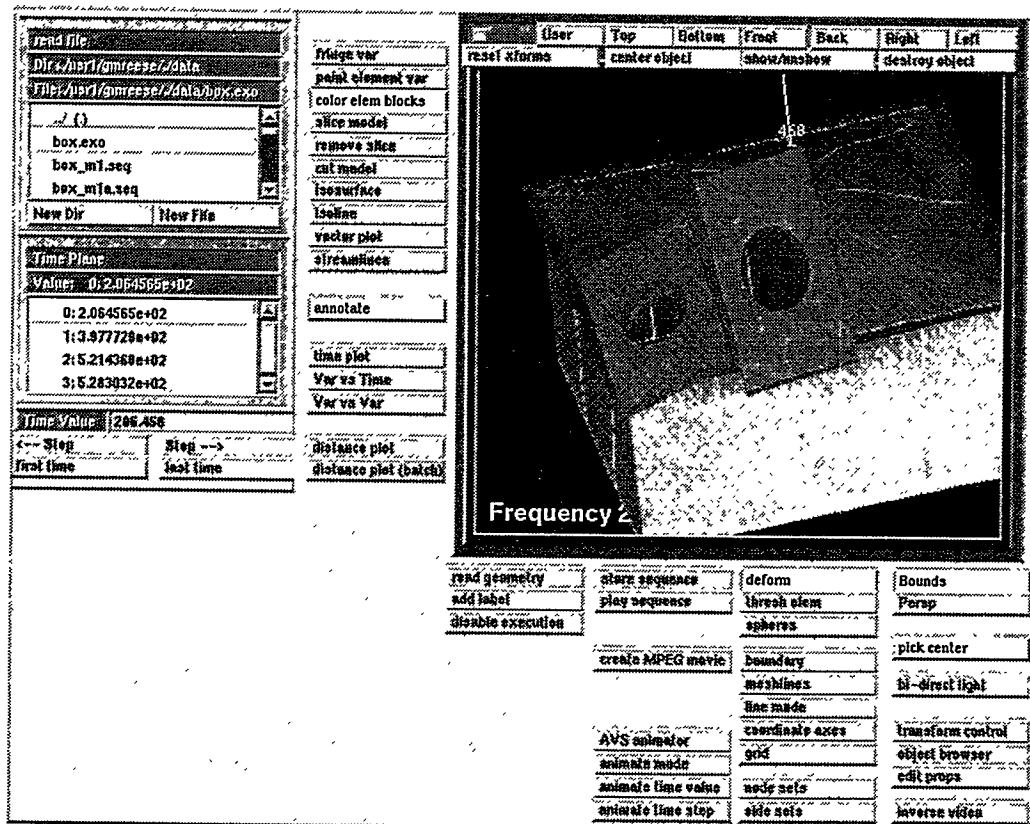 read file
Dir:/usr1/gmreese/./data
File:/usr1/gmreese/./data/box.exo
../ ()
box.exo
box_m1.seq
box_m1a.seq
New Dir New File
Time Plane
Value: 0: 2.064565e+02
0: 2.064565e+02
1: 3.977728e+02
2: 5.214368e+02
3: 5.283032e+02
Time Value 206.458
<-- Step Step -->
first time last time
fringe var
paint element var
color elem blocks
slice model
remove slice
cut model
isosurface
isoline
vector plot
streamlines
annotate
time plot
Var vs Time
Var vs Var
distance plot
distance plot (batch)
User Top Bottom Front Back Right Left
reset xforms center object show/unshow destroy object
468
Frequency 2
read geometry
add label
disable execution
store sequence
play sequence
create MPEG movie
AVS animator
animate mode
animate time value
animate time step
deform
thresh elem
spheres
boundary
meshlines
line mode
coordinate axes
grid
node sets
side sets
Bounds
Persp
pick center
bi-direct light
transform control
object browser
edit props
inverse video